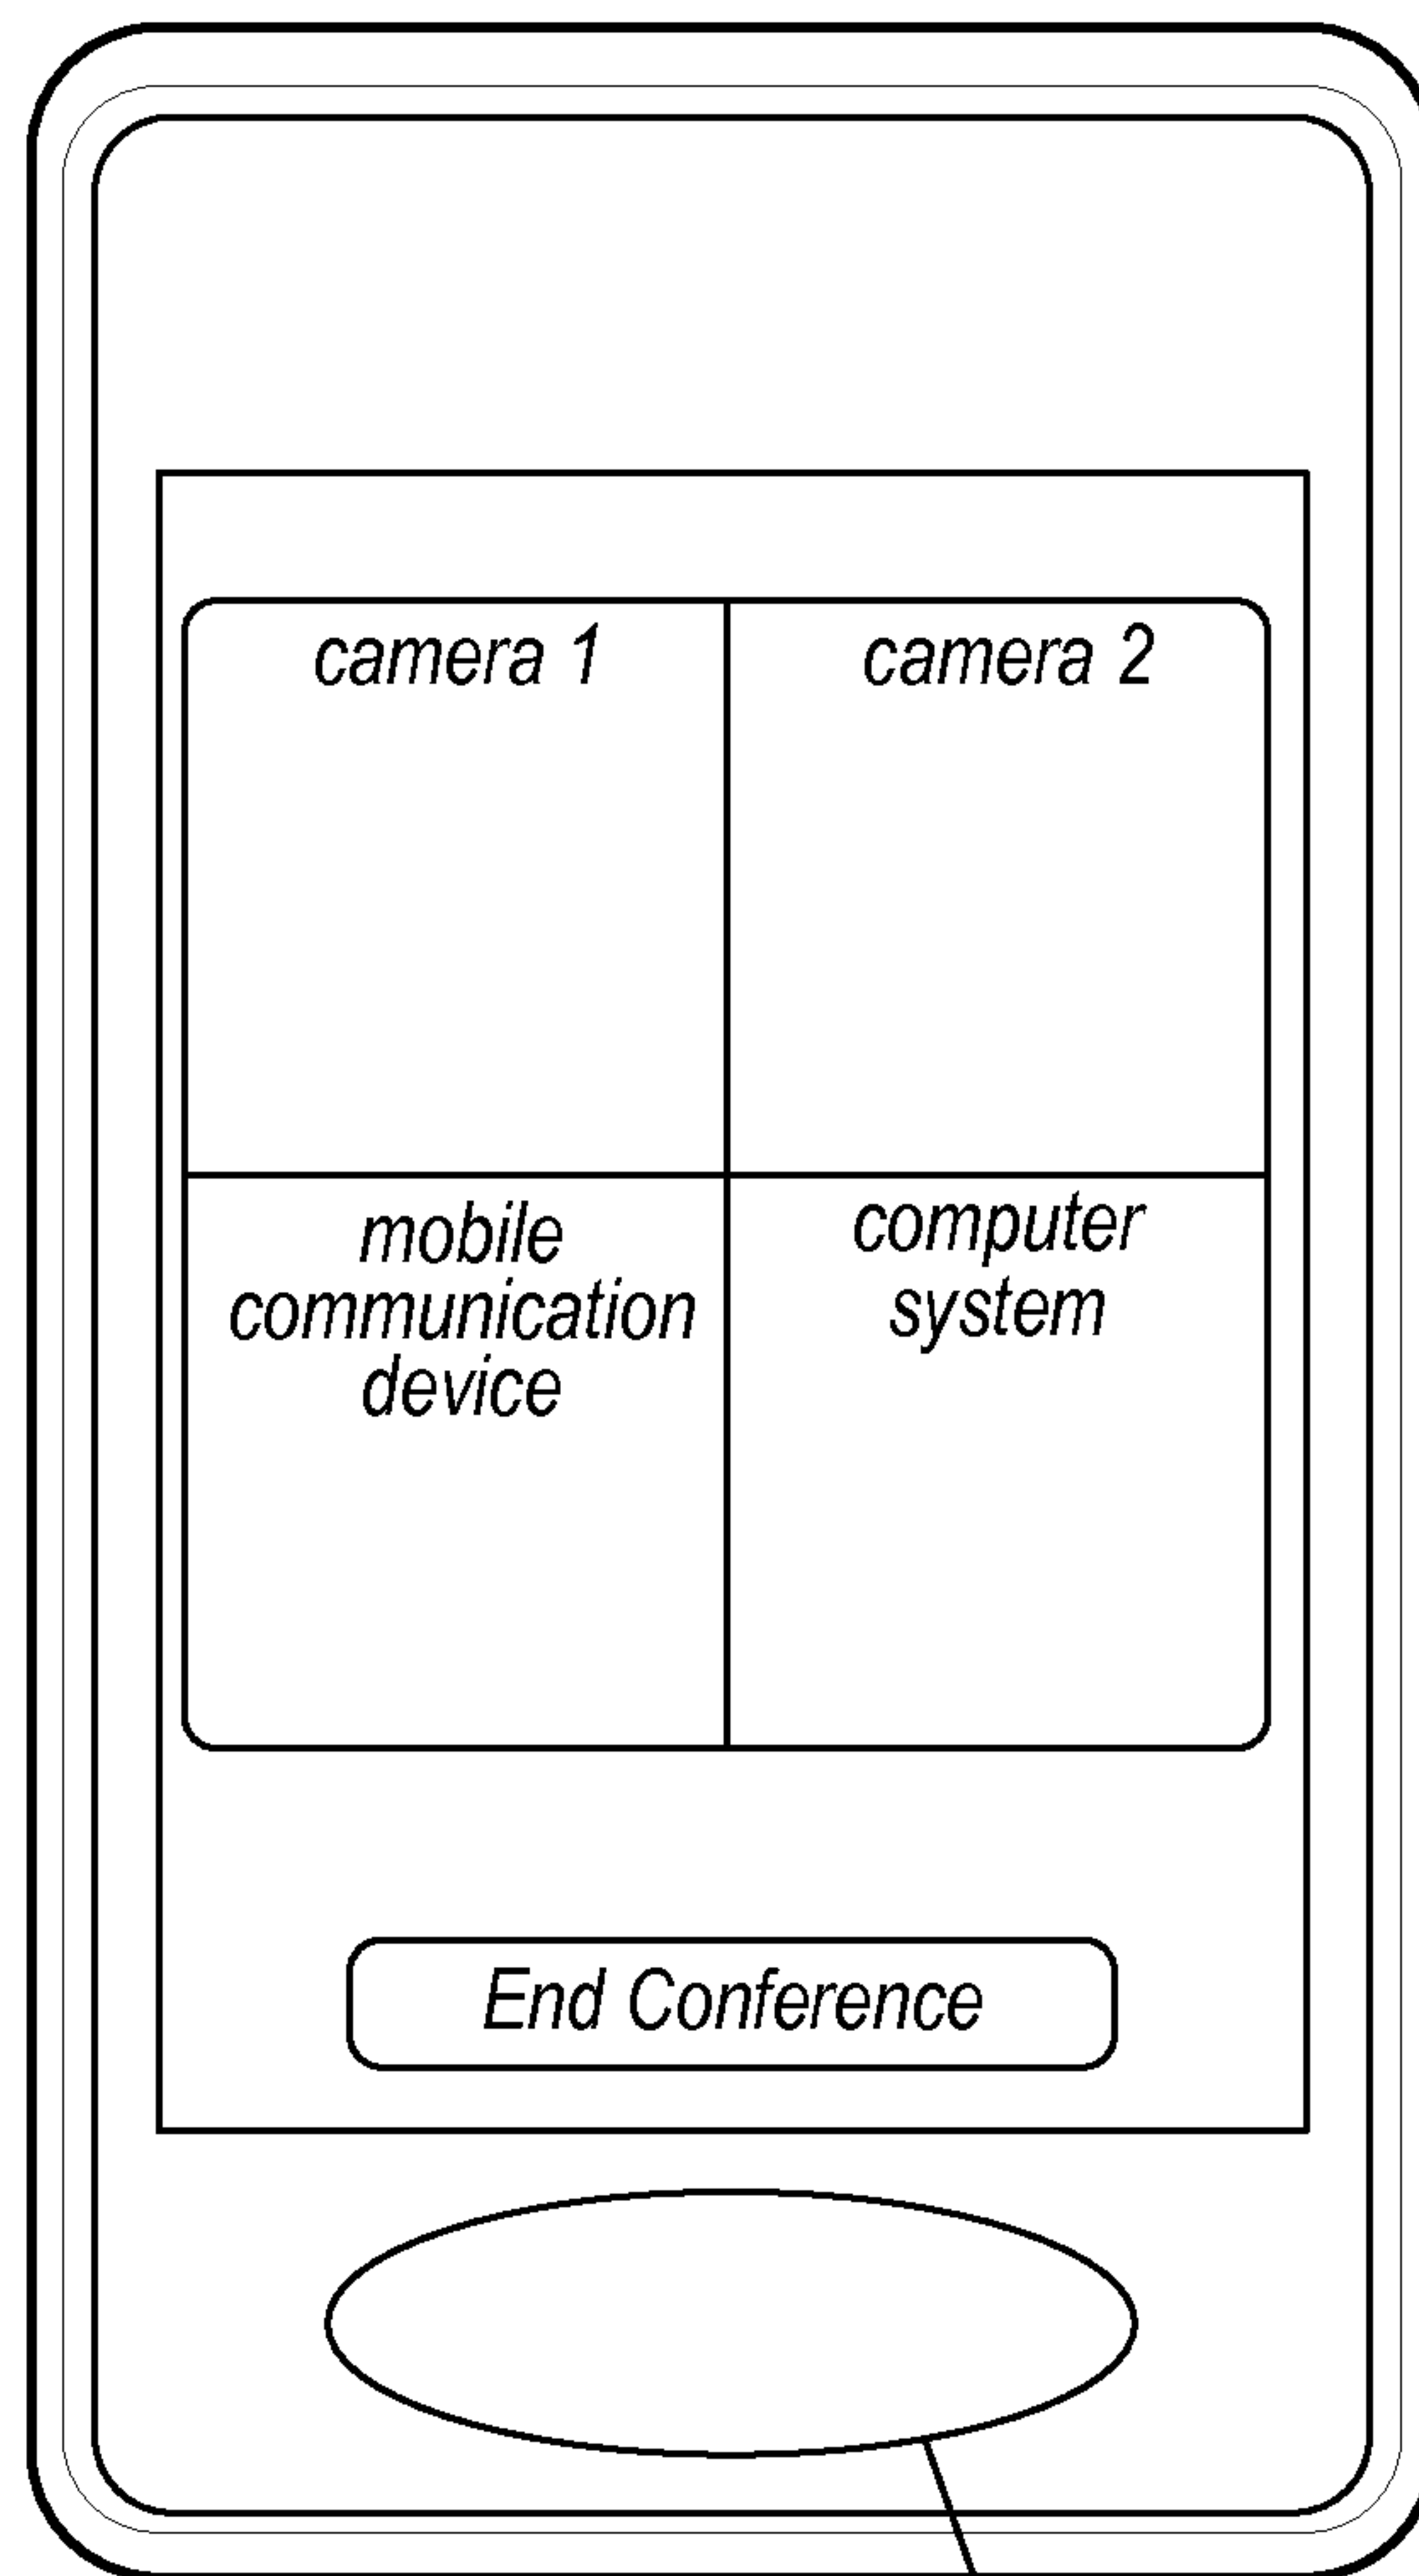 camera 1
camera 2
mobile
communication
device
computer
system
End Conference